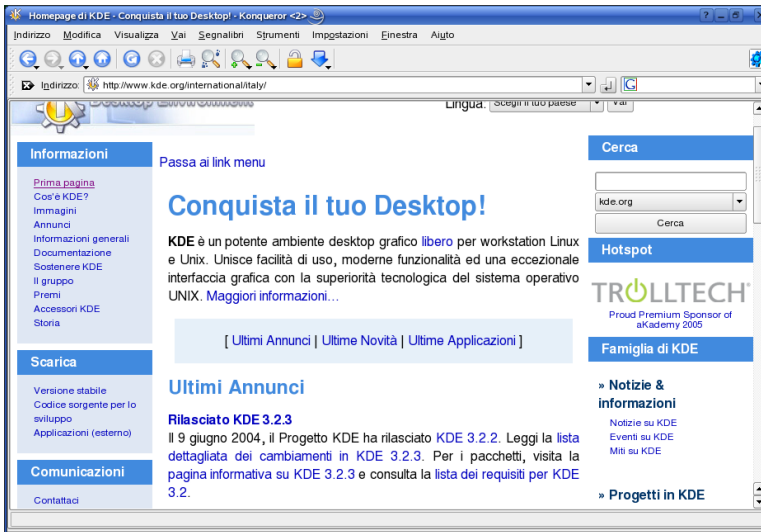 Homepage di KDE - Conquista il tuo Desktop! - Konqueror <2>
Indirizzo Modifica Visualizza Vai Segnalibri Strumenti Impostazioni Finestra Aiuto
Indirizzo: http://www.kde.org/international/italy/
Desktop Environment
Lingua: Scegli il tuo paese Vai
Informazioni
Prima pagina
Cos'è KDE?
Immagini
Annunci
Informazioni generali
Documentazione
Sostenere KDE
Il gruppo
Premi
Accessori KDE
Storia
Scarica
Versione stabile
Codice sorgente per lo
sviluppo
Applicazioni (esterno)
Comunicazioni
Contattaci
Passa ai link menu
Conquista il tuo Desktop!
KDE è un potente ambiente desktop grafico libero per workstation Linux
e Unix. Unisce facilità di uso, moderne funzionalità ed una eccezionale
interfaccia grafica con la superiorità tecnologica del sistema operativo
UNIX. Maggiori informazioni...
[ Ultimi Annunci | Ultime Novità | Ultime Applicazioni ]
Ultimi Annunci
Rilasciato KDE 3.2.3
Il 9 giugno 2004, il Progetto KDE ha rilasciato KDE 3.2.2. Leggi la lista
dettagliata dei cambiamenti in KDE 3.2.3. Per i pacchetti, visita la
pagina informativa su KDE 3.2.3 e consulta la lista dei requisiti per KDE
3.2.
Cerca
kde.org
Cerca
Hotspot
TROLLTECH
Proud Premium Sponsor of
aKademy 2005
Famiglia di KDE
» Notizie &
informazioni
Notizie su KDE
Eventi su KDE
Miti su KDE
» Progetti in KDE